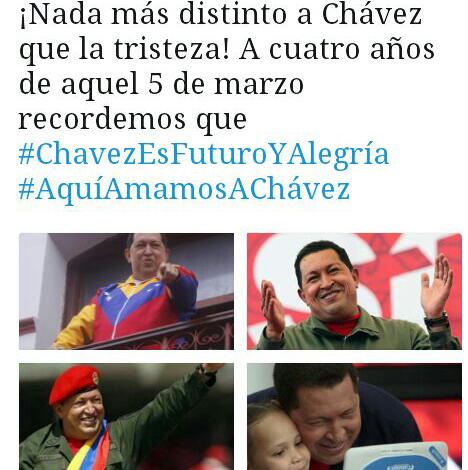 ¡Nada más distinto a Chávez
que la tristeza! A cuatro años
de aquel 5 de marzo
recordemos que
#ChavezEsFuturoYAlegría
#AquíAmamosAChávez